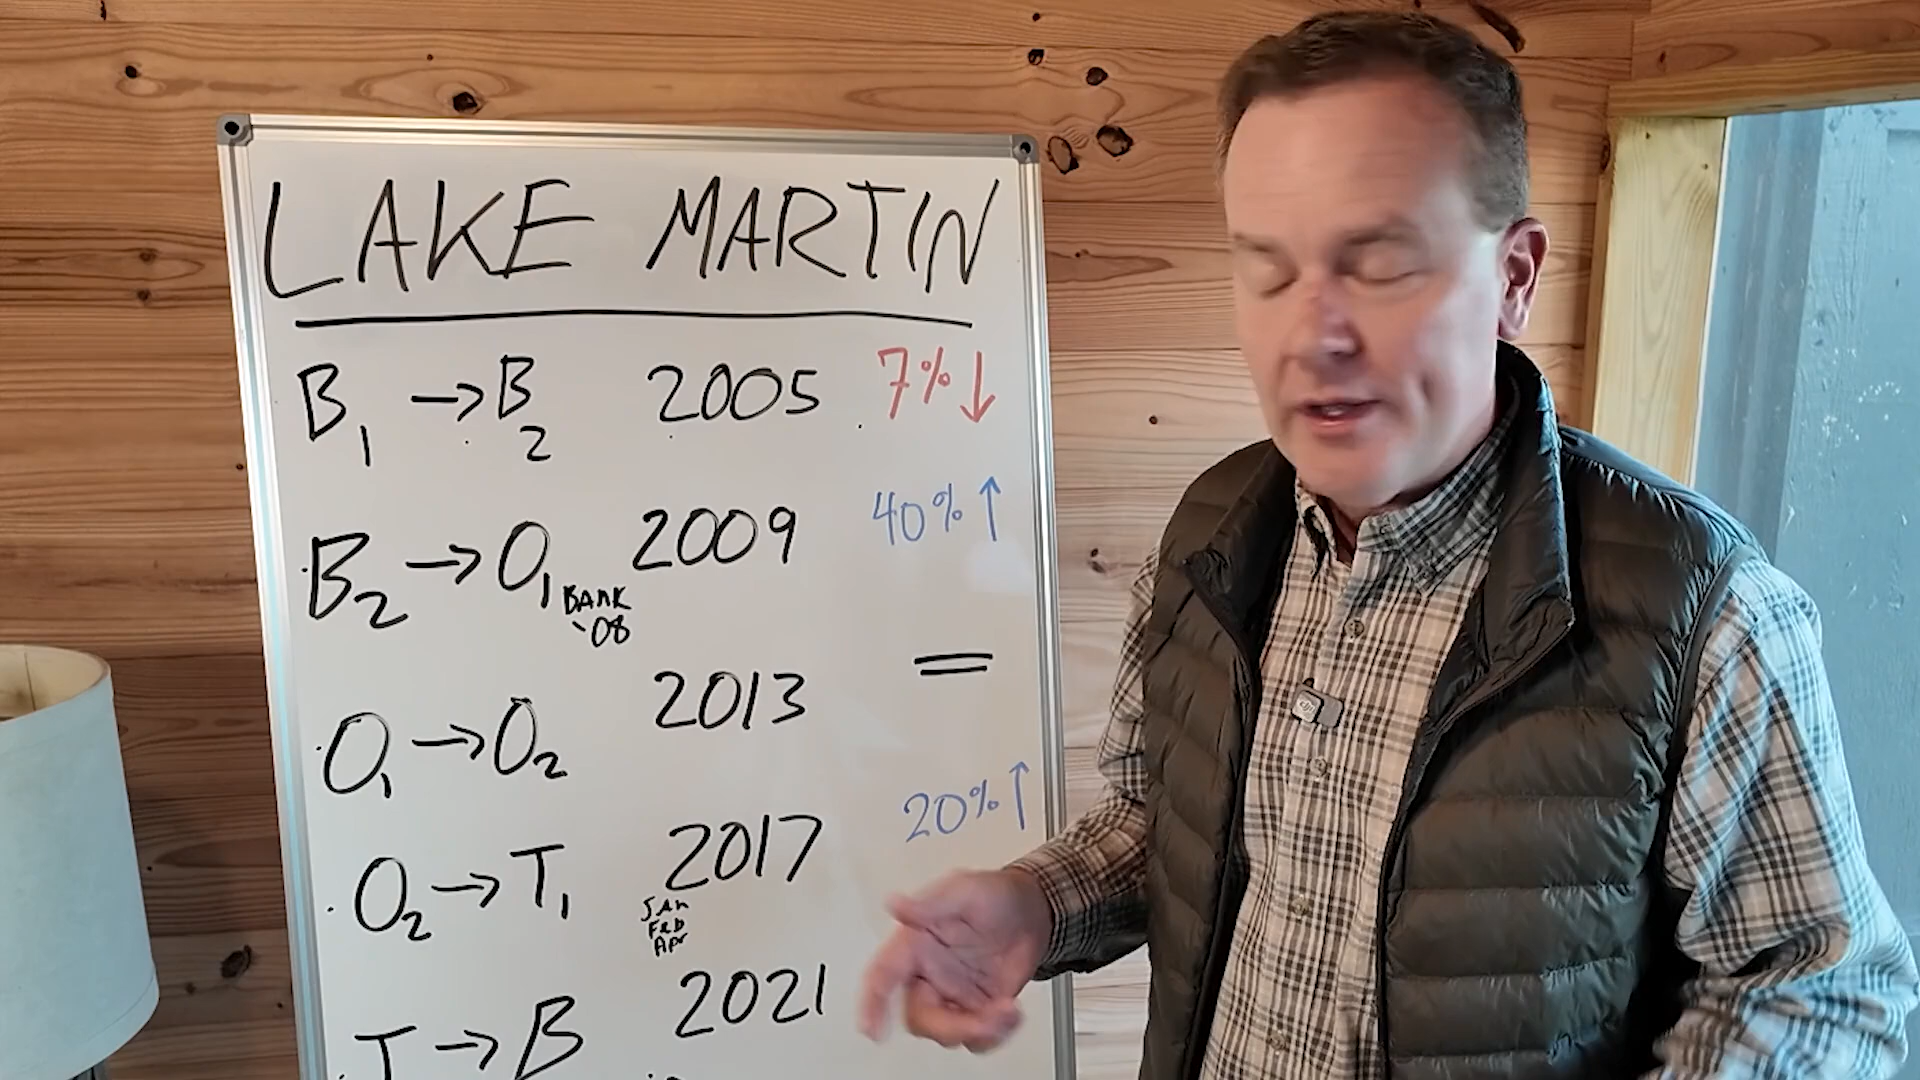 LAKE MARTIN
B1 → B2 2005 7% ↓
B2 → O1 2009 40% ↑
BANK
-08
O1 → O2 2013 =
O2 → T1 2017 20% ↑
JAN
FEB
APR
T → B 2021